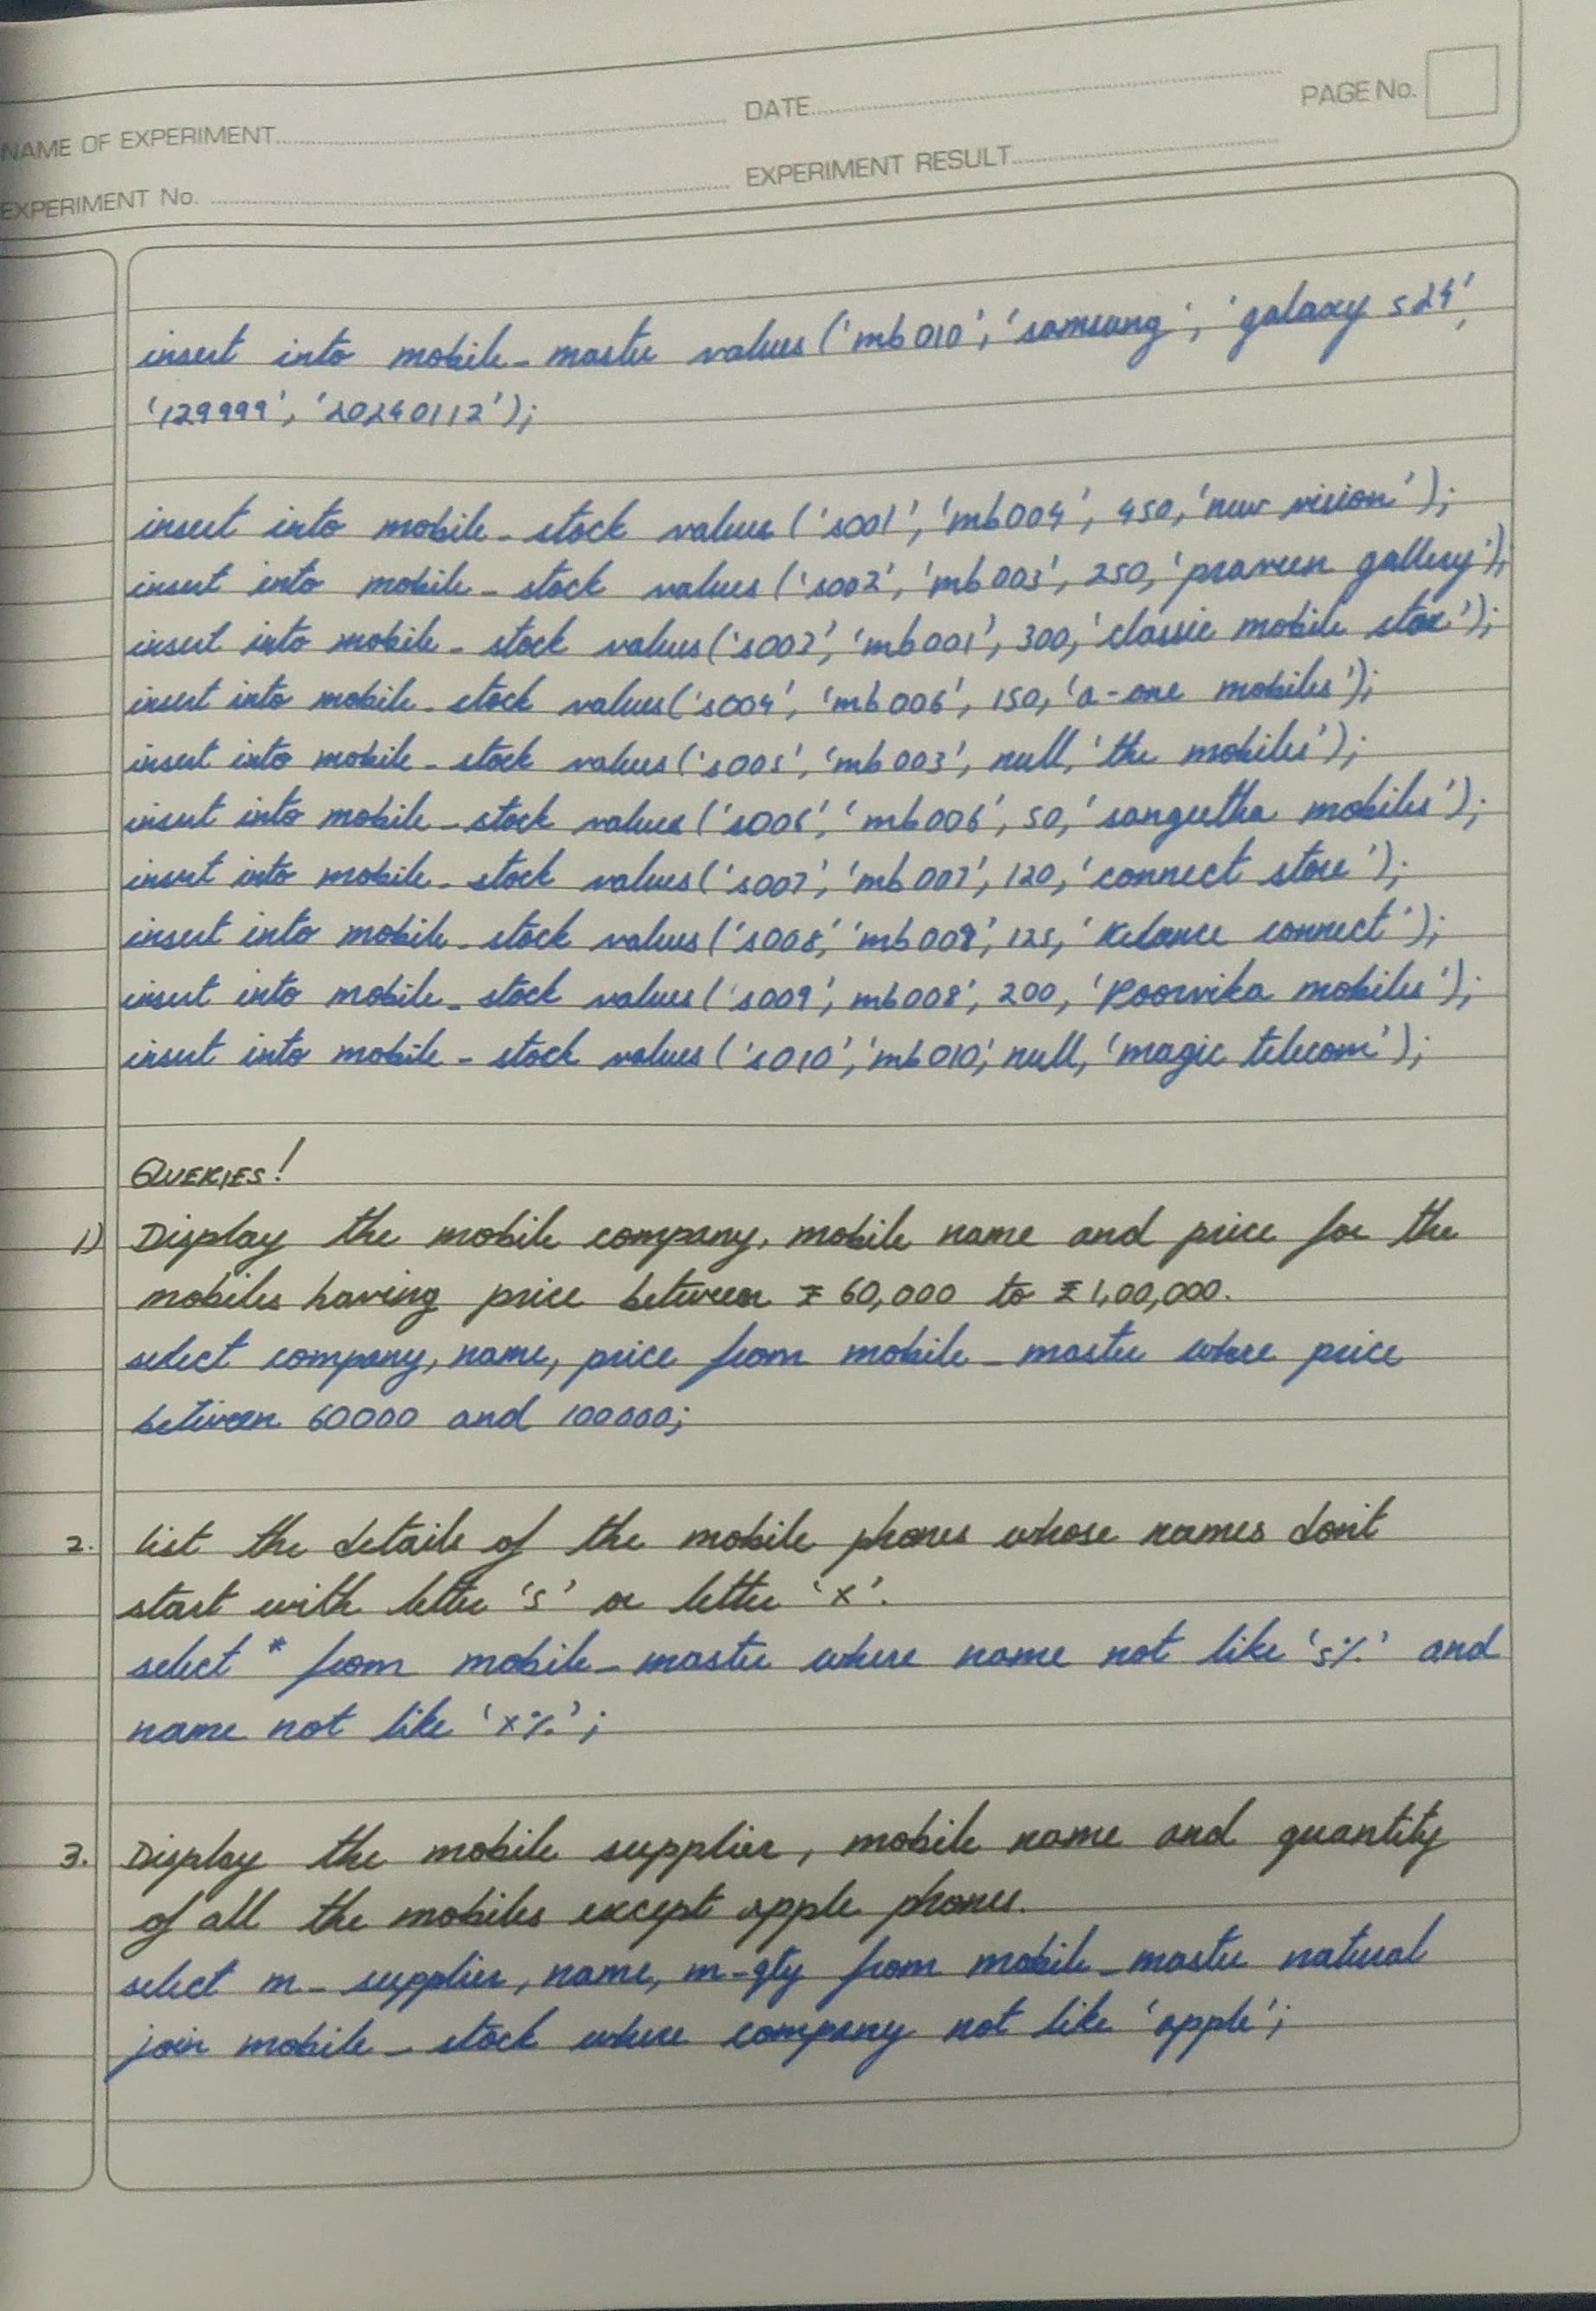 NAME OF EXPERIMENT DATE PAGE No.
EXPERIMENT No. EXPERIMENT RESULT
insert into mobile_master values('mb010','samsung','galaxy s24',
'129999','20240112');
insert into mobile_stock values('s001','mb004', 450,'new vision');
insert into mobile_stock values('s002','mb003', 250,'praveen gallery');
insert into mobile_stock values('s003','mb001', 300,'classic mobile store');
insert into mobile_stock values('s004','mb006', 150,'a-one mobiles');
insert into mobile_stock values('s005','mb003', null,'the mobiles');
insert into mobile_stock values('s006','mb006', 50,'sangeetha mobiles');
insert into mobile_stock values('s007','mb007', 120,'connect store');
insert into mobile_stock values('s008','mb009', 125,'Reliance connect');
insert into mobile_stock values('s009', mb008', 200,'Poorvika mobiles');
insert into mobile_stock values('s010','mb010', null,'magic telecom');
QUERIES!
1) Display the mobile company, mobile name and price for the
mobiles having price between ₹ 60,000 to ₹ 1,00,000.
select company, name, price from mobile_master where price
between 60000 and 100000;
2. List the details of the mobile phones whose names don't
start with letter 's' or letter 'x'.
select * from mobile_master where name not like 's%' and
name not like 'x%';
3. Display the mobile supplier, mobile name and quantity
of all the mobiles except apple phones.
select m_supplier, name, m-qty from mobile_master natural
join mobile_stock where company not like 'apple';